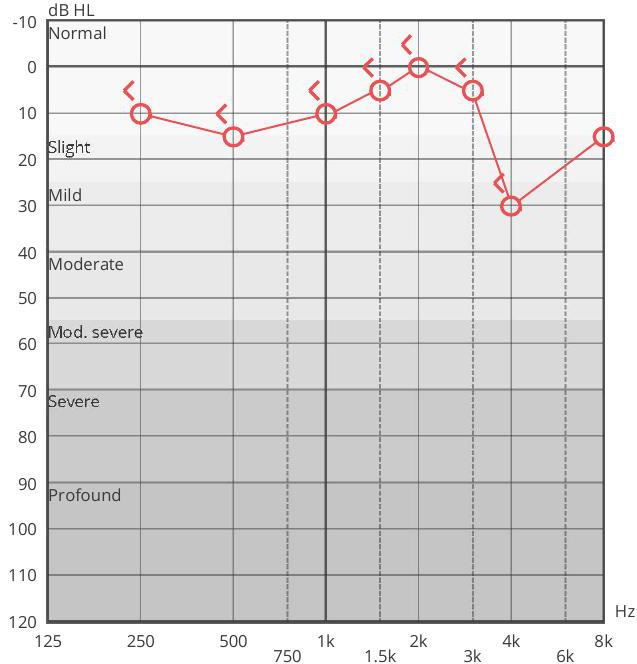 dB HL
-10
Normal
0
10
Slight
20
Mild
30
40
Moderate
50
Mod. severe
60
70
Severe
80
90
Profound
100
110
120
Hz
125 250 500 1k 2k 4k 8k
750 1.5k 3k 6k